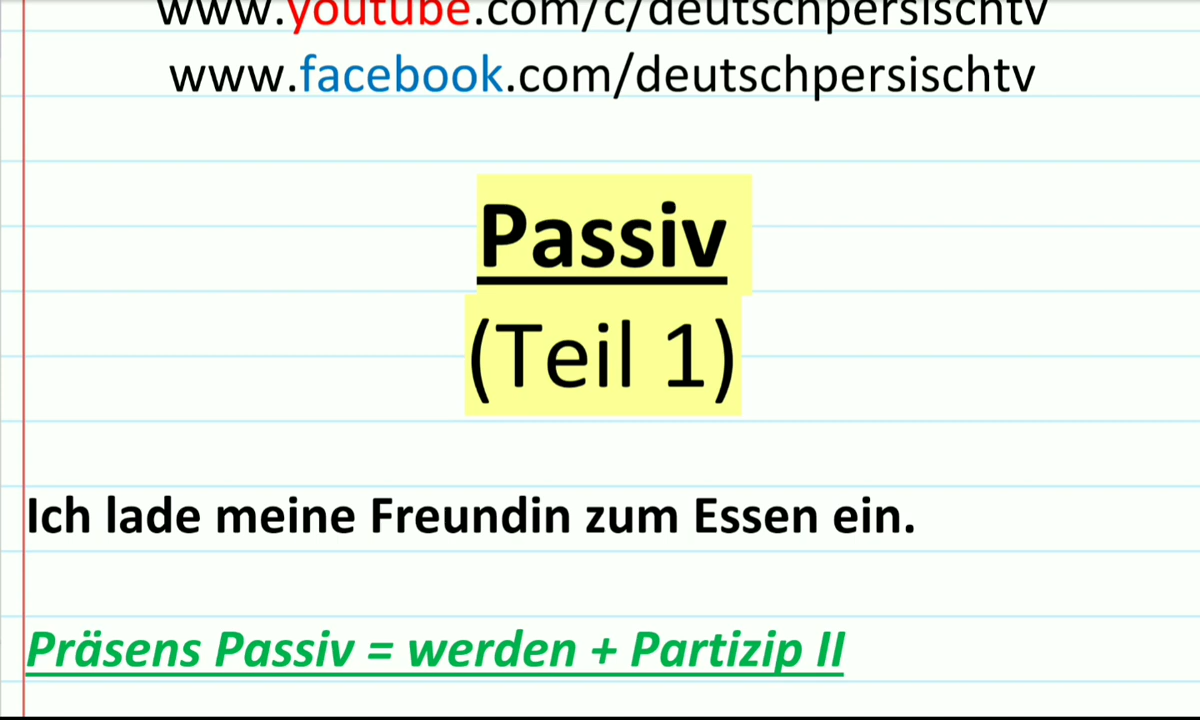 www.youtube.com/c/deutschpersischtv
www.facebook.com/deutschpersischtv
Passiv
(Teil 1)
Ich lade meine Freundin zum Essen ein.
Präsens Passiv = werden + Partizip II